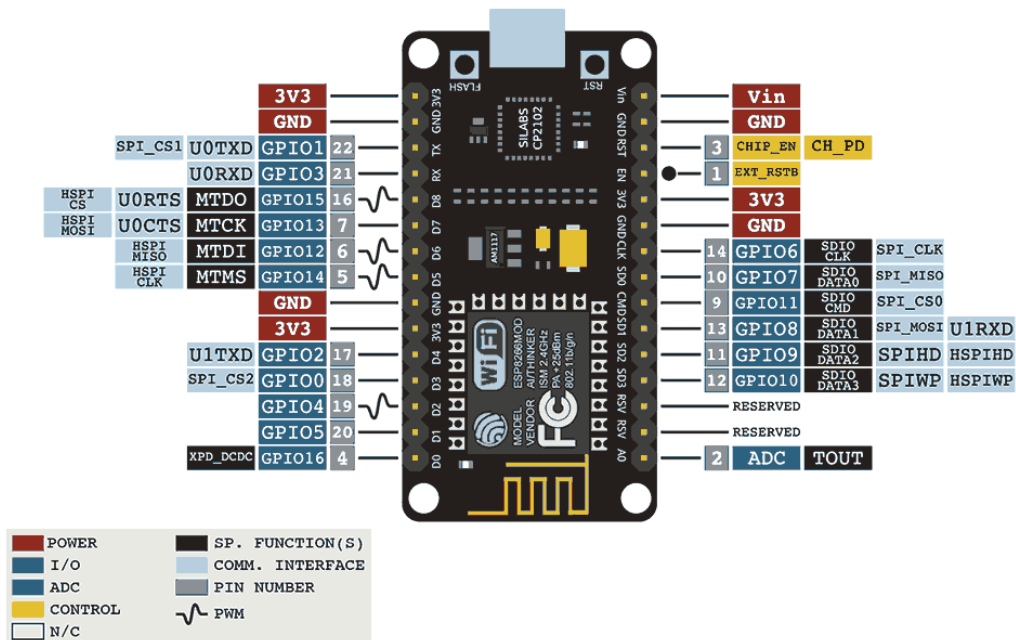 FLASH
RST
3V3 3V3 Vin Vin
GND GND GND GND
SPI_CS1 U0TXD GPIO1 22 TX SILABS CP2102 RST 3 CHIP_EN CH_PD
U0RXD GPIO3 21 RX EN 1 EXT_RSTB
HSPI CS U0RTS MTDO GPIO15 16 D8 3V3 3V3
HSPI MOSI U0CTS MTCK GPIO13 7 D7 GND GND
HSPI MISO MTDI GPIO12 6 D6 AM1117 CLK 14 GPIO6 SDIO CLK SPI_CLK
HSPI CLK MTMS GPIO14 5 D5 SD0 10 GPIO7 SDIO DATA0 SPI_MISO
GND GND CMD 9 GPIO11 SDIO CMD SPI_CS0
3V3 3V3 SD1 13 GPIO8 SDIO DATA1 SPI_MOSI U1RXD
U1TXD GPIO2 17 D4 SD2 11 GPIO9 SDIO DATA2 SPIHD HSPIHD
SPI_CS2 GPIO0 18 D3 SD3 12 GPIO10 SDIO DATA3 SPIWP HSPIWP
GPIO4 19 D2 RSV RESERVED
GPIO5 20 D1 RSV RESERVED
XPD_DCDC GPIO16 4 D0 A0 2 ADC TOUT
WiFi
MODEL ESP8266MOD
VENDOR AI/THINKER
ISM 2.4GHz
PA +25dBm
802.11b/g/n
FC
POWER
I/O
ADC
CONTROL
N/C
SP. FUNCTION(S)
COMM. INTERFACE
PIN NUMBER
PWM